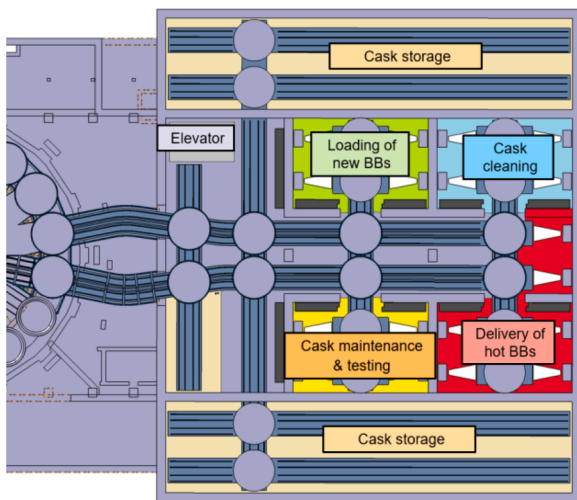 Cask storage
Elevator
Loading of
new BBs
Cask
cleaning
Cask maintenance
& testing
Delivery of
hot BBs
Cask storage